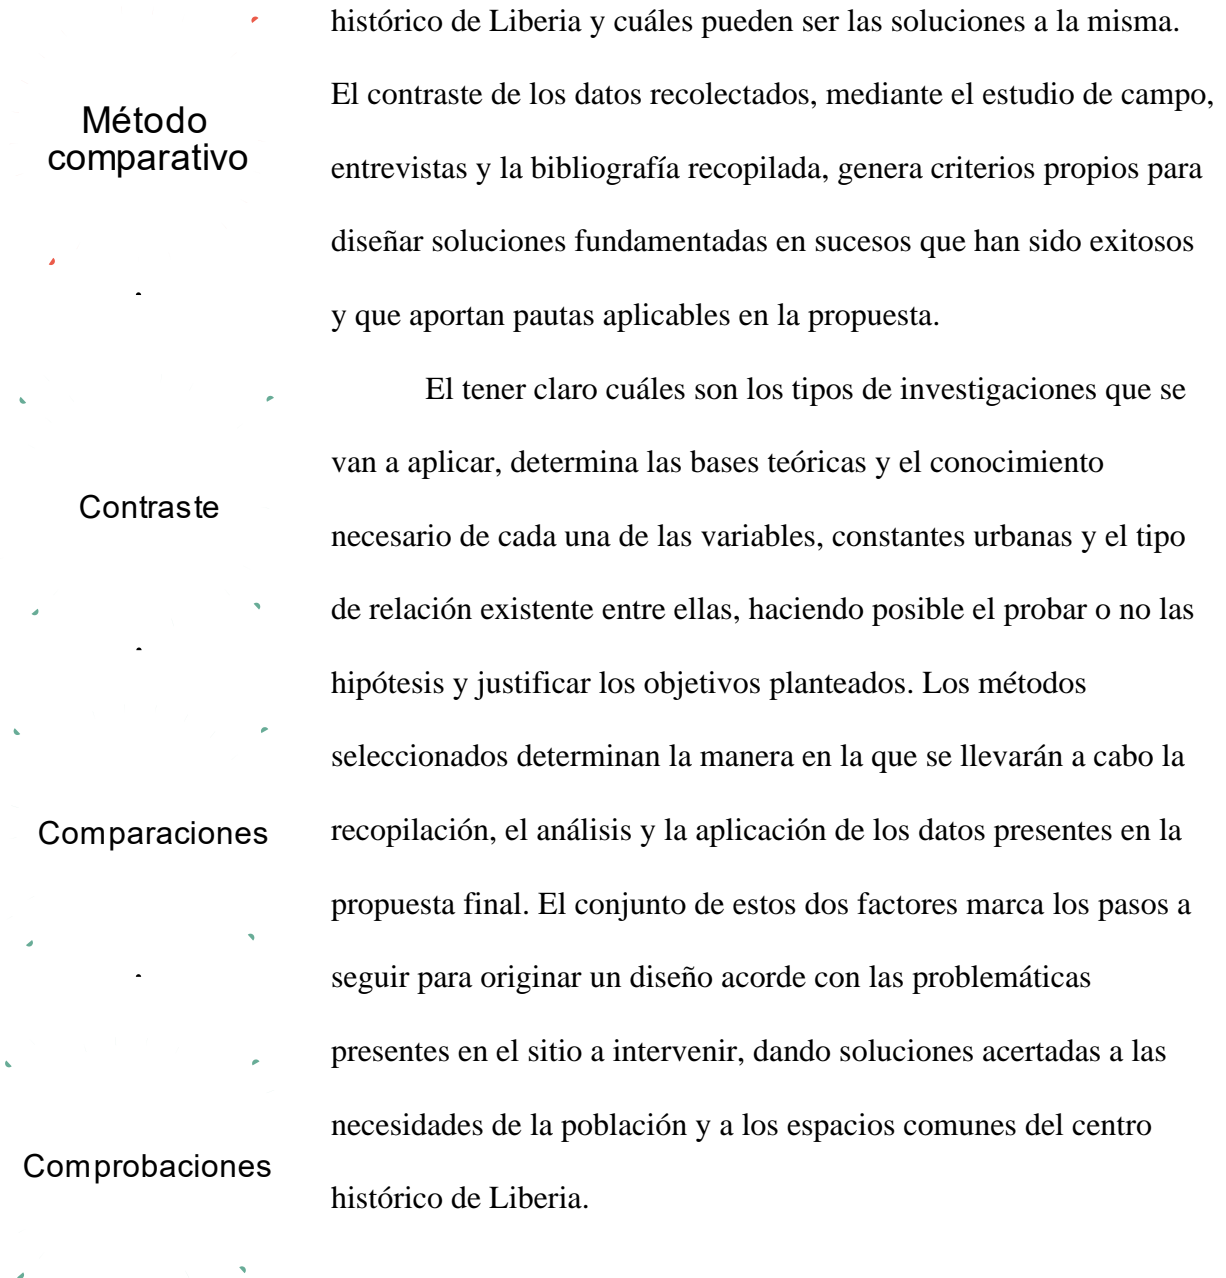 Método
comparativo
Contraste
Comparaciones
Comprobaciones
histórico de Liberia y cuáles pueden ser las soluciones a la misma.
El contraste de los datos recolectados, mediante el estudio de campo,
entrevistas y la bibliografía recopilada, genera criterios propios para
diseñar soluciones fundamentadas en sucesos que han sido exitosos
y que aportan pautas aplicables en la propuesta.
El tener claro cuáles son los tipos de investigaciones que se
van a aplicar, determina las bases teóricas y el conocimiento
necesario de cada una de las variables, constantes urbanas y el tipo
de relación existente entre ellas, haciendo posible el probar o no las
hipótesis y justificar los objetivos planteados. Los métodos
seleccionados determinan la manera en la que se llevarán a cabo la
recopilación, el análisis y la aplicación de los datos presentes en la
propuesta final. El conjunto de estos dos factores marca los pasos a
seguir para originar un diseño acorde con las problemáticas
presentes en el sitio a intervenir, dando soluciones acertadas a las
necesidades de la población y a los espacios comunes del centro
histórico de Liberia.